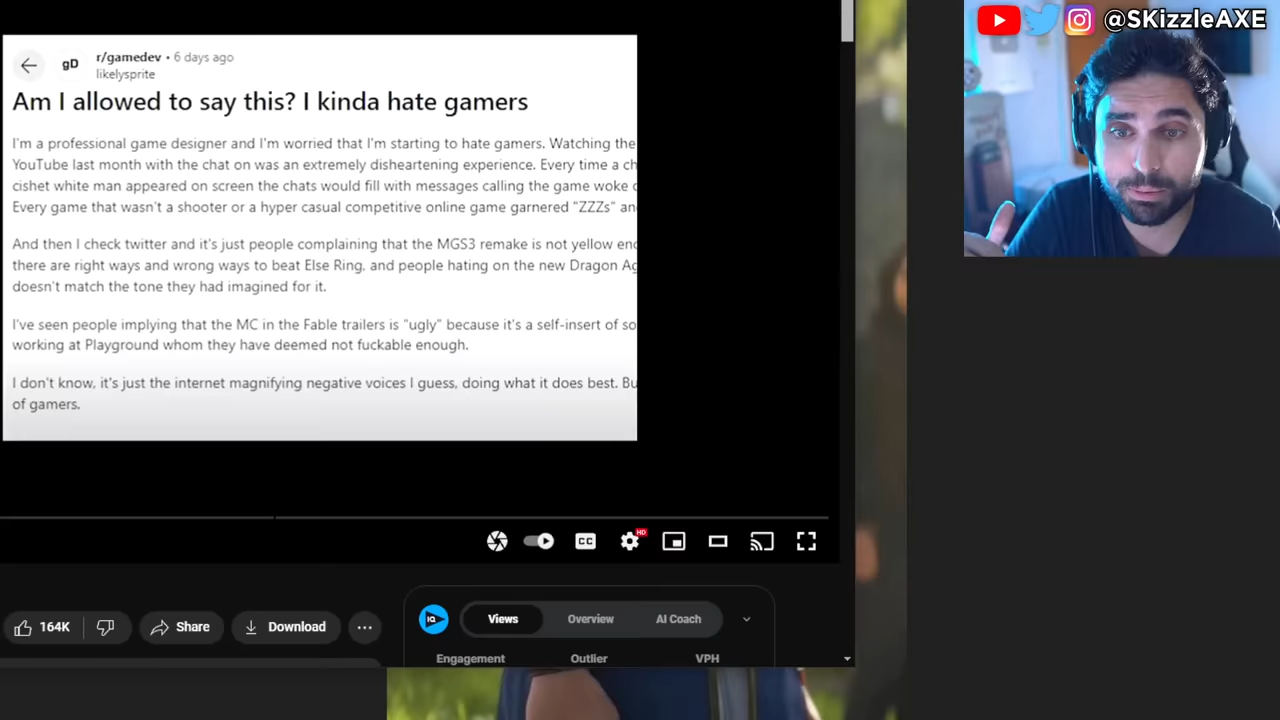 @SKizzleAXE
gD
r/gamedev • 6 days ago
likelysprite
Am I allowed to say this? I kinda hate gamers
I'm a professional game designer and I'm worried that I'm starting to hate gamers. Watching the
YouTube last month with the chat on was an extremely disheartening experience. Every time a ch
cishet white man appeared on screen the chats would fill with messages calling the game woke
Every game that wasn't a shooter or a hyper casual competitive online game garnered "ZZZs" an
And then I check twitter and it's just people complaining that the MGS3 remake is not yellow eno
there are right ways and wrong ways to beat Else Ring, and people hating on the new Dragon Ag
doesn't match the tone they had imagined for it.
I've seen people implying that the MC in the Fable trailers is "ugly" because it's a self-insert of so
working at Playground whom they have deemed not fuckable enough.
I don't know, it's just the internet magnifying negative voices I guess, doing what it does best. Bu
of gamers.
CC
HD
164K
Share
Download
IQ
Views
Overview
AI Coach
Engagement
Outlier
VPH